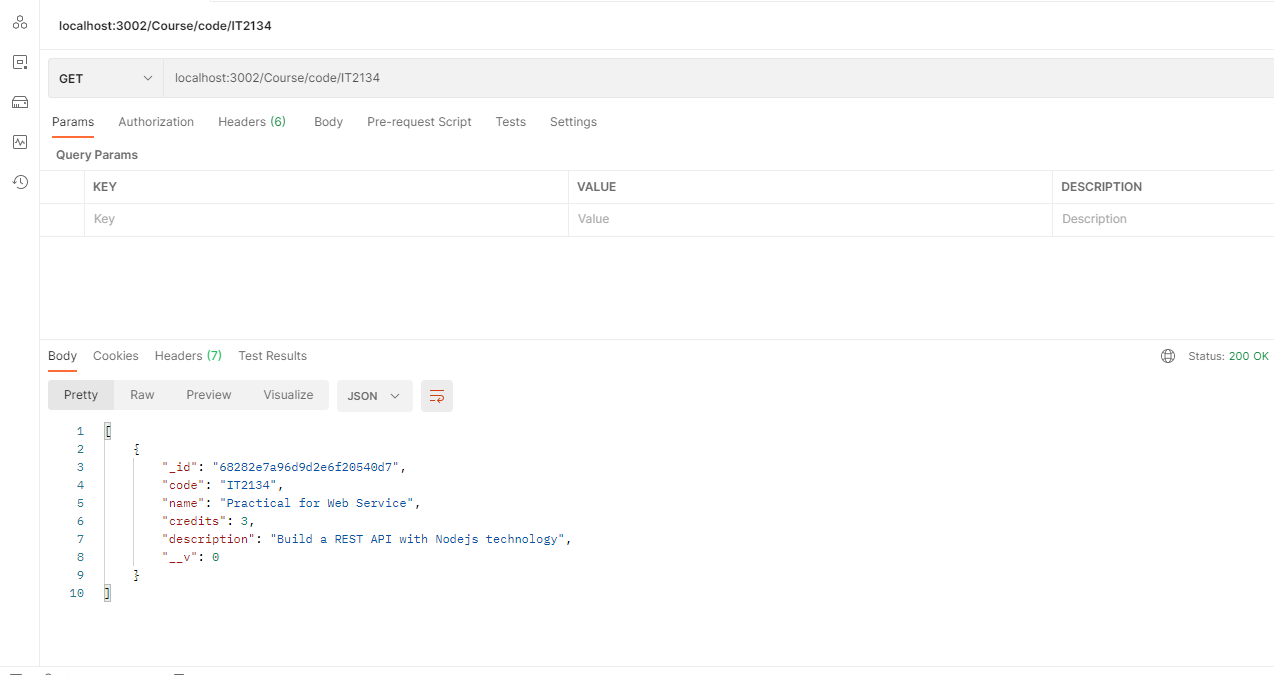 localhost:3002/Course/code/IT2134
GET localhost:3002/Course/code/IT2134
Params Authorization Headers (6) Body Pre-request Script Tests Settings
Query Params
KEY VALUE DESCRIPTION
Key Value Description
Body Cookies Headers (7) Test Results Status: 200 OK
Pretty Raw Preview Visualize JSON
1 [
2 {
3 "_id": "68282e7a96d9d2e6f20540d7",
4 "code": "IT2134",
5 "name": "Practical for Web Service",
6 "credits": 3,
7 "description": "Build a REST API with Nodejs technology",
8 "__v": 0
9 }
10 ]